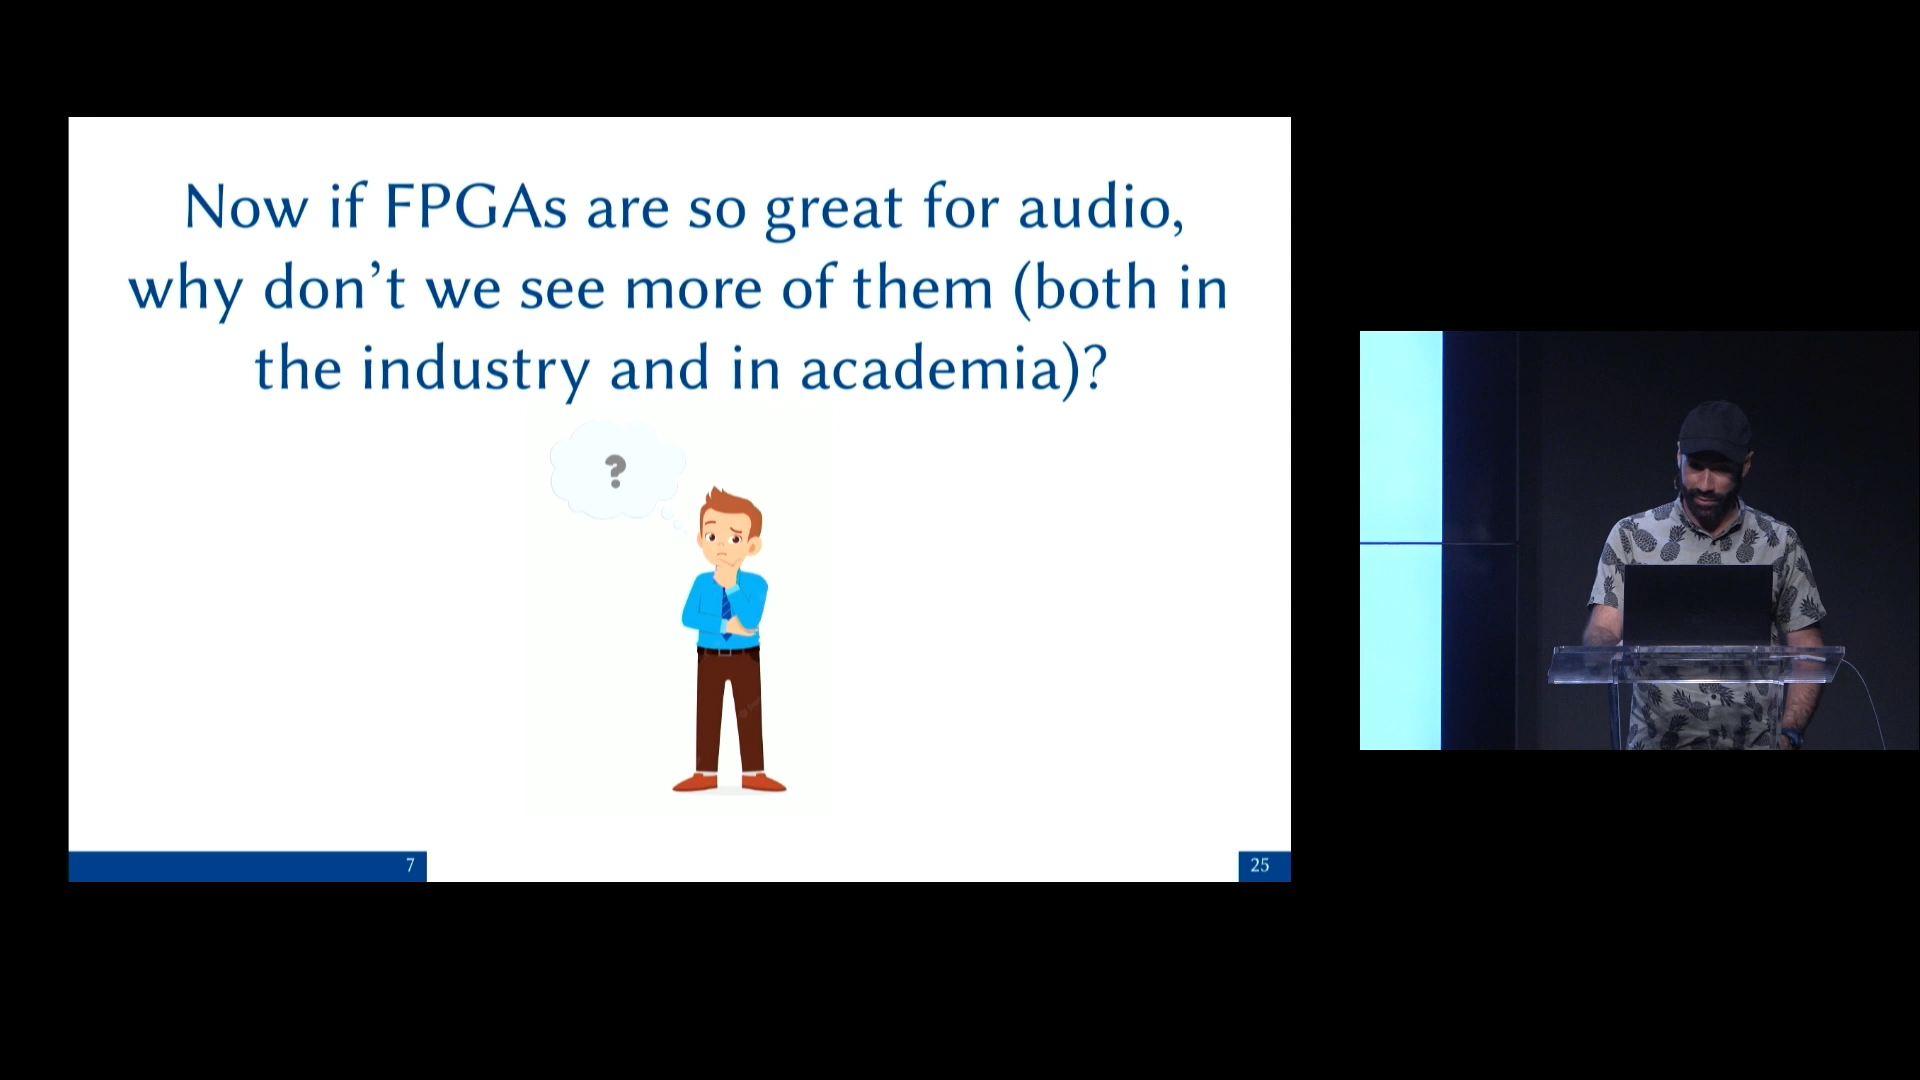 Now if FPGAs are so great for audio,
why don’t we see more of them (both in
the industry and in academia)?
?
7
25